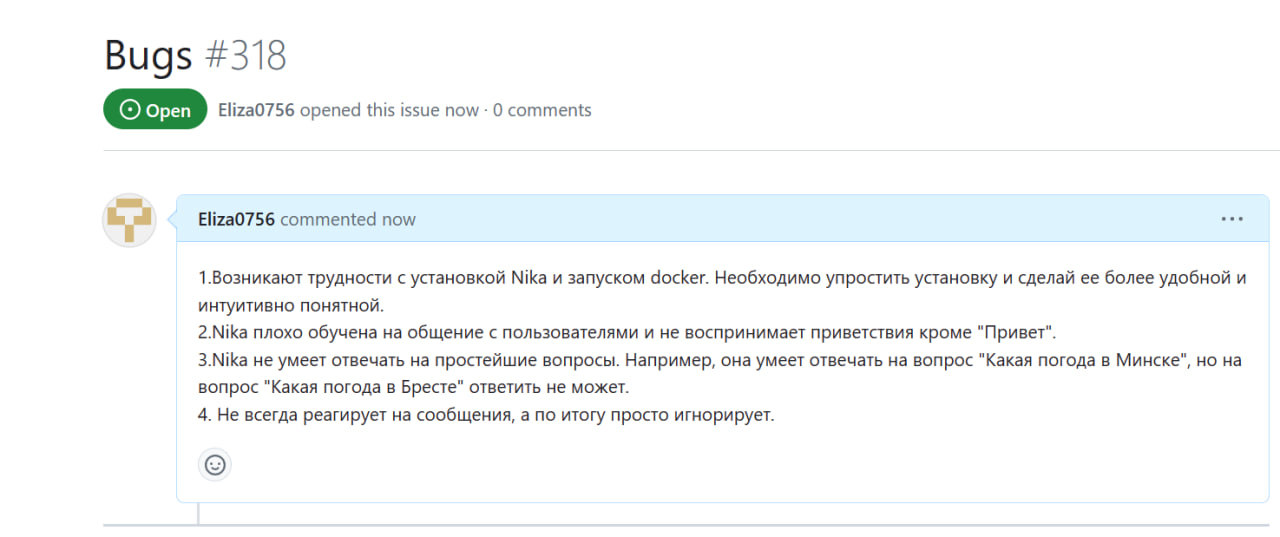 Bugs #318
Open Eliza0756 opened this issue now · 0 comments
Eliza0756 commented now
1.Возникают трудности с установкой Nika и запуском docker. Необходимо упростить установку и сделай ее более удобной и
интуитивно понятной.
2.Nika плохо обучена на общение с пользователями и не воспринимает приветствия кроме "Привет".
3.Nika не умеет отвечать на простейшие вопросы. Например, она умеет отвечать на вопрос "Какая погода в Минске", но на
вопрос "Какая погода в Бресте" ответить не может.
4. Не всегда реагирует на сообщения, а по итогу просто игнорирует.